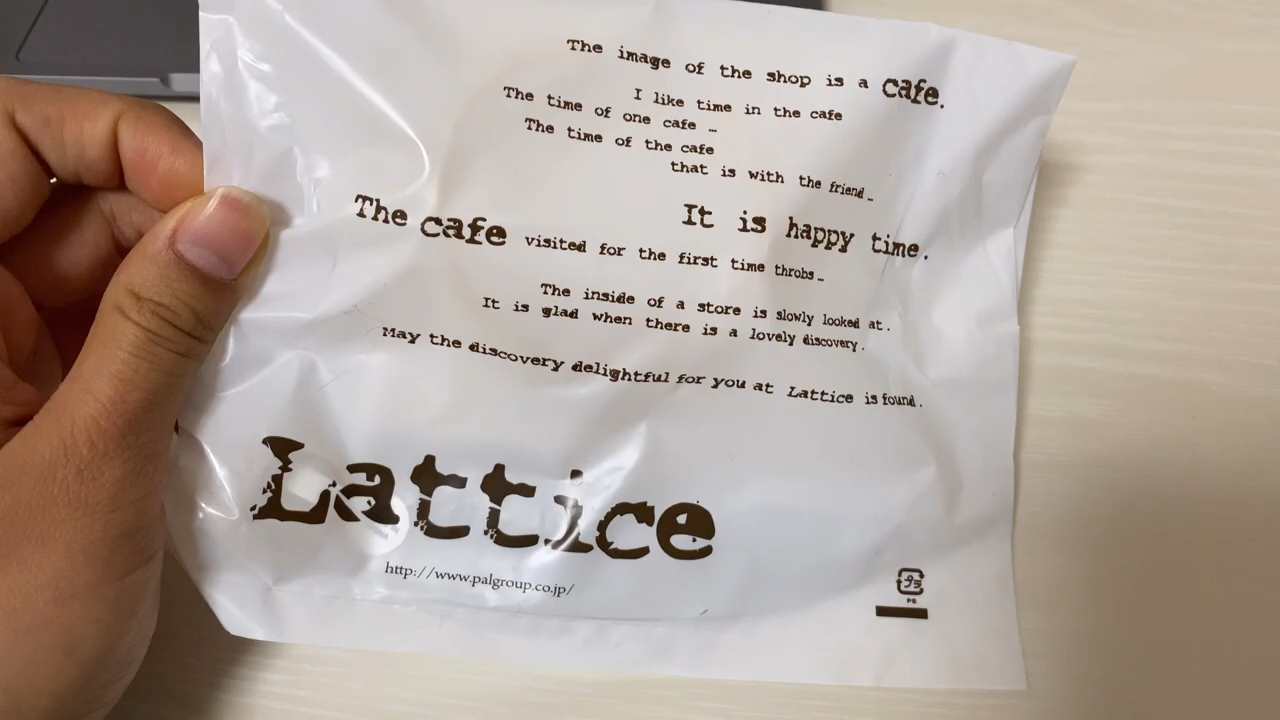 The image of the shop is a cafe.
I like time in the cafe
The time of one cafe …
The time of the cafe
that is with the friend …
It is happy time.
The cafe visited for the first time throbs …
The inside of a store is slowly looked at.
It is glad when there is a lovely discovery.
May the discovery delightful for you at Lattice is found.
Lattice
http://www.palgroup.co.jp/
プラ
PE